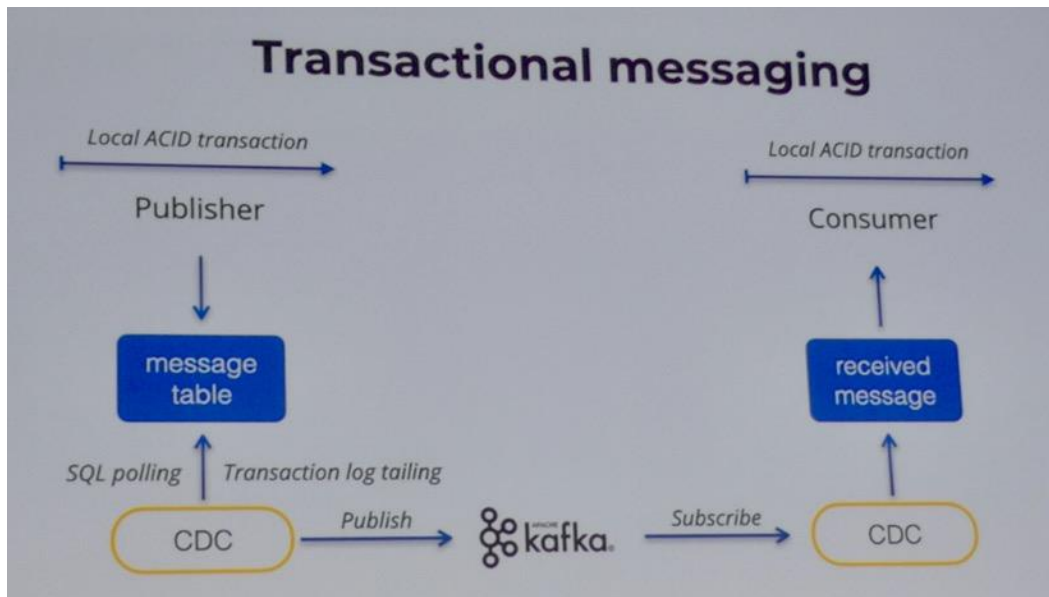 Transactional messaging
Local ACID transaction
Publisher
message
table
SQL polling
Transaction log tailing
CDC
Publish
APACHE
kafka®
Subscribe
Local ACID transaction
Consumer
received
message
CDC